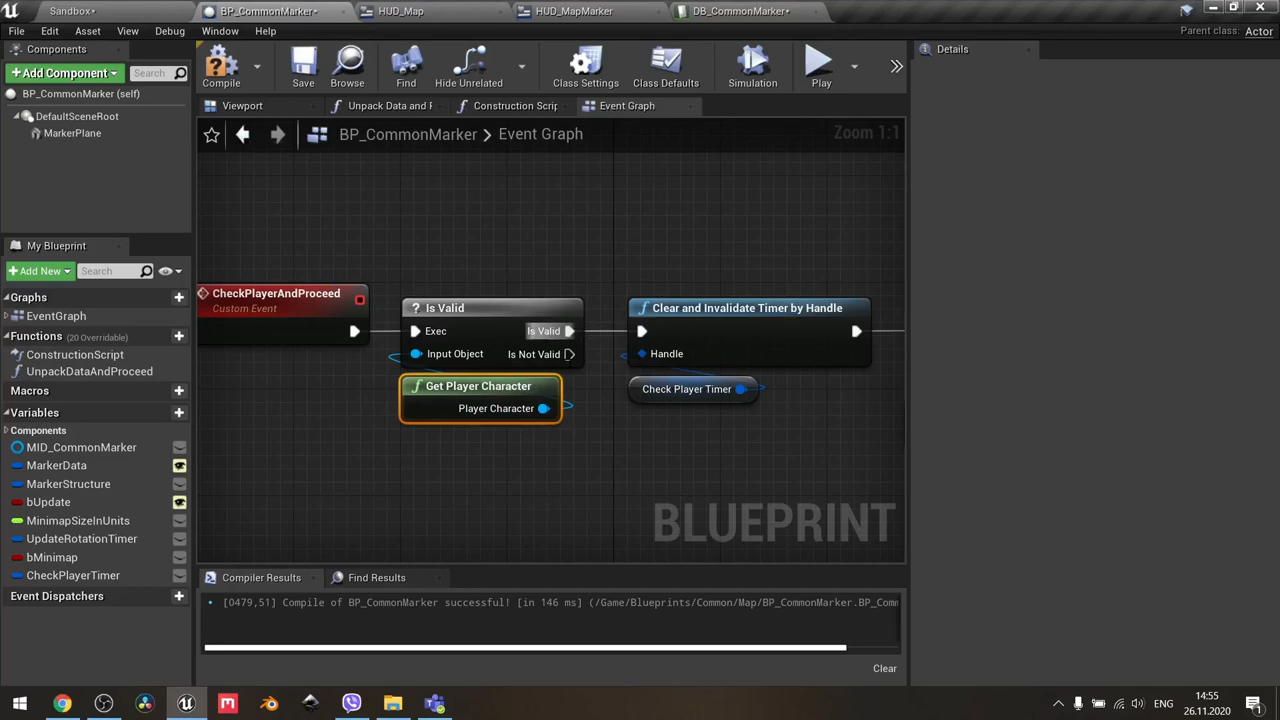 Sandbox•
BP_CommonMarker•
HUD_Map
HUD_MapMarker
DB_CommonMarker•
File
Edit
Asset
View
Debug
Window
Help
Parent class: Actor
Components
Add Component
Search
BP_CommonMarker (self)
DefaultSceneRoot
MarkerPlane
Compile
Save
Browse
Find
Hide Unrelated
Class Settings
Class Defaults
Simulation
Play
Details
Viewport
Unpack Data and F
Construction Scrip
Event Graph
BP_CommonMarker > Event Graph
Zoom 1:1
My Blueprint
Add New
Search
Graphs
EventGraph
Functions (20 Overridable)
ConstructionScript
UnpackDataAndProceed
Macros
Variables
Components
MID_CommonMarker
MarkerData
MarkerStructure
bUpdate
MinimapSizeInUnits
UpdateRotationTimer
bMinimap
CheckPlayerTimer
Event Dispatchers
CheckPlayerAndProceed
Custom Event
? Is Valid
Exec
Is Valid
Input Object
Is Not Valid
Get Player Character
Player Character
Clear and Invalidate Timer by Handle
Handle
Check Player Timer
BLUEPRINT
Compiler Results
Find Results
[0479,51] Compile of BP_CommonMarker successful! [in 146 ms] (/Game/Blueprints/Common/Map/BP_CommonMarker.BP_Comm
Clear
ENG
14:55
26.11.2020